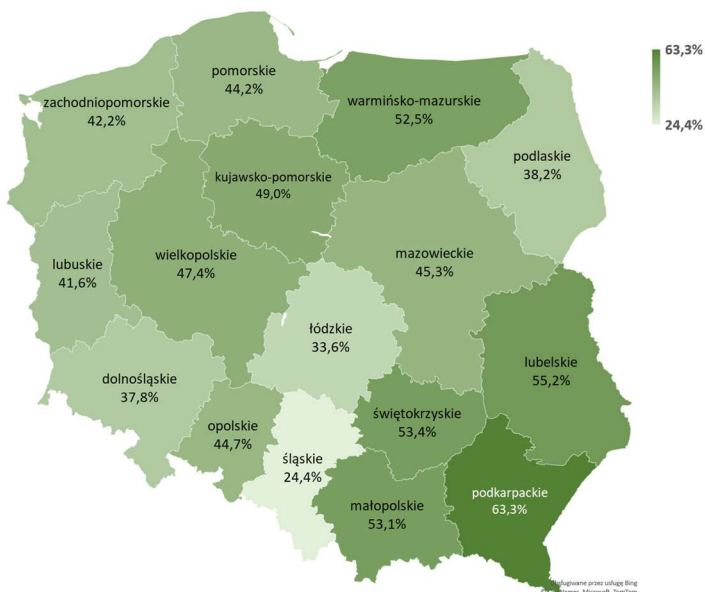 63,3%
24,4%
pomorskie
44,2%
zachodniopomorskie
42,2%
warmińsko-mazurskie
52,5%
podlaskie
38,2%
kujawsko-pomorskie
49,0%
wielkopolskie
47,4%
mazowieckie
45,3%
lubuskie
41,6%
łódzkie
33,6%
lubelskie
55,2%
dolnośląskie
37,8%
opolskie
44,7%
świętokrzyskie
53,4%
śląskie
24,4%
podkarpackie
63,3%
małopolskie
53,1%
przez usługę Bing
Microsoft, TomTom